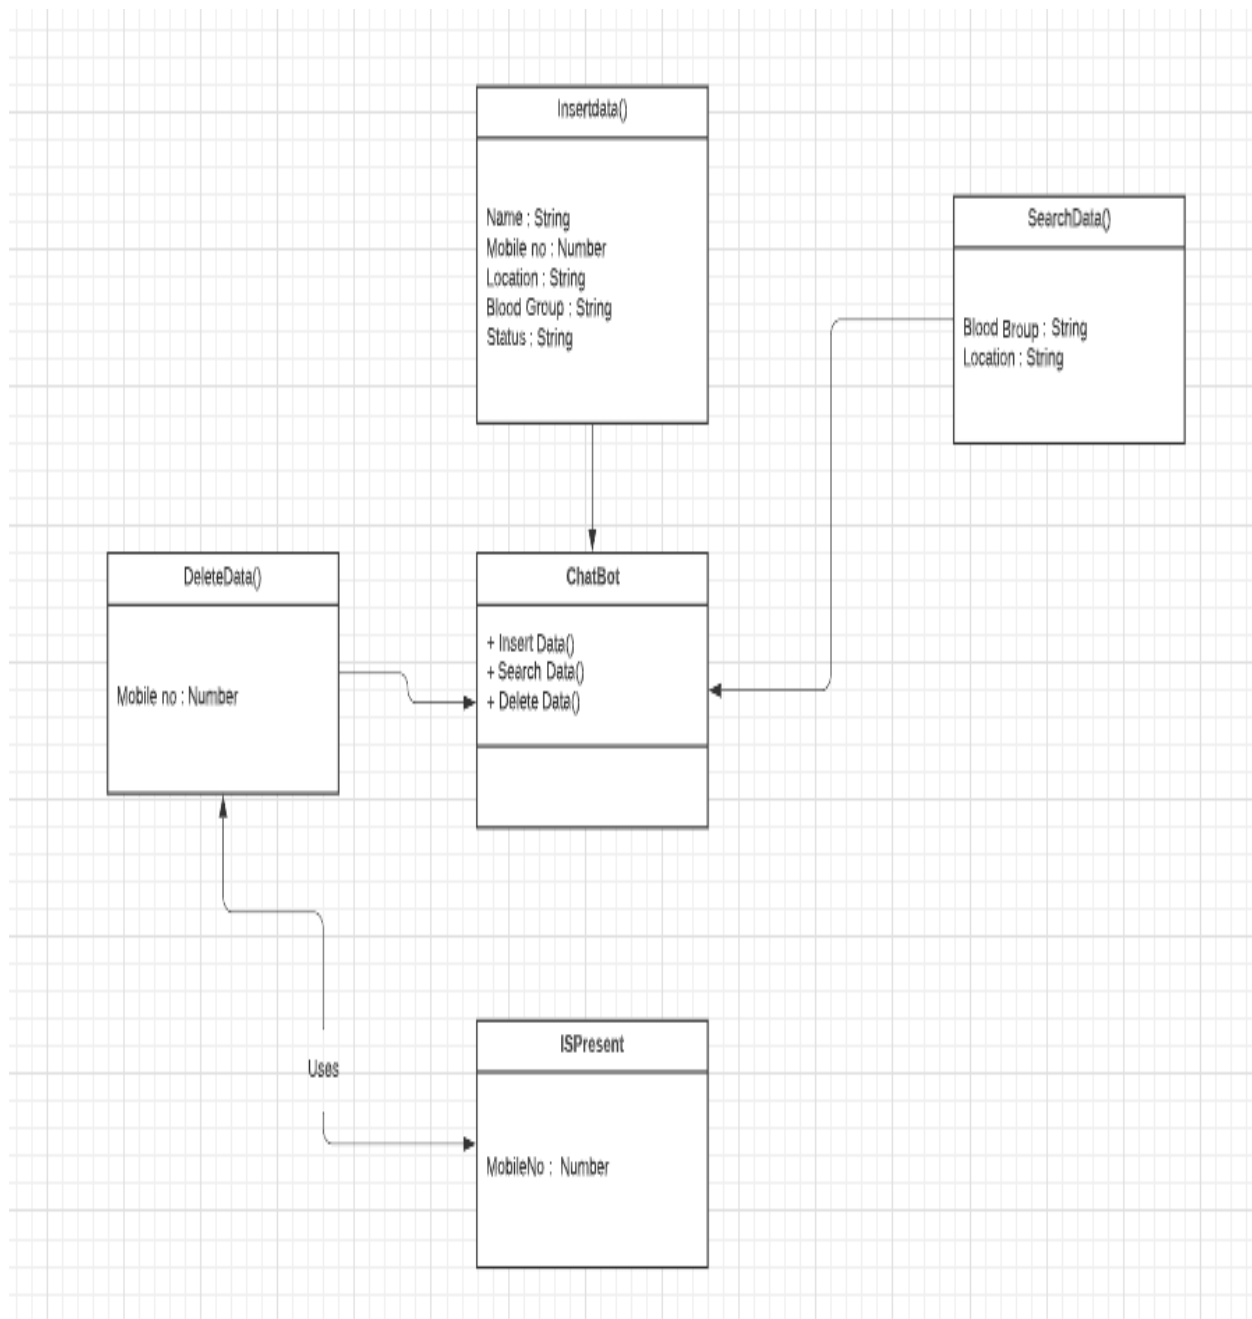 Insertdata()
Name : String
Mobile no : Number
Location : String
Blood Group : String
Status : String
SearchData()
Blood Broup : String
Location : String
DeleteData()
Mobile no : Number
ChatBot
+ Insert Data()
+ Search Data()
+ Delete Data()
Uses
ISPresent
MobileNo : Number